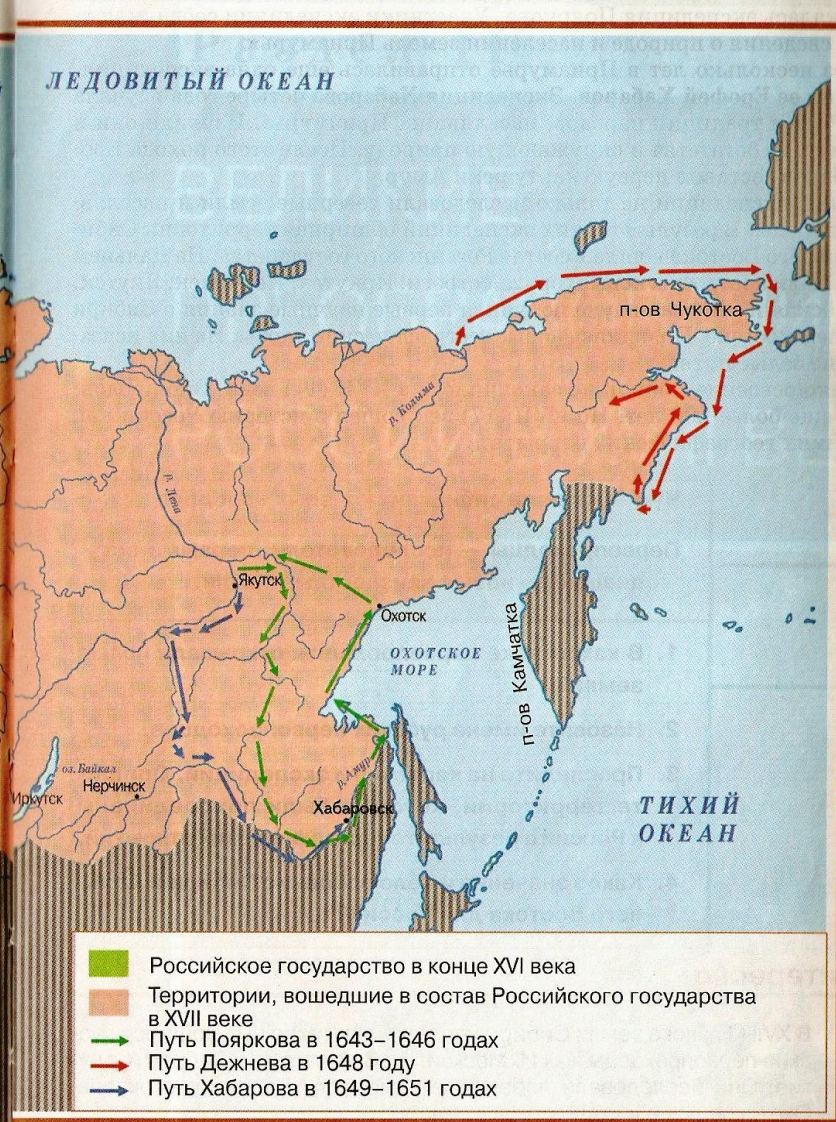 ЛЕДОВИТЫЙ ОКЕАН
п-ов Чукотка
р. Колыма
р. Лена
Якутск
Охотск
ОХОТСКОЕ
МОРЕ
п-ов Камчатка
оз. Байкал
Иркутск
Нерчинск
р. Амур
Хабаровск
ТИХИЙ
ОКЕАН
Российское государство в конце XVI века
Территории, вошедшие в состав Российского государства
в XVII веке
Путь Пояркова в 1643–1646 годах
Путь Дежнева в 1648 году
Путь Хабарова в 1649–1651 годах